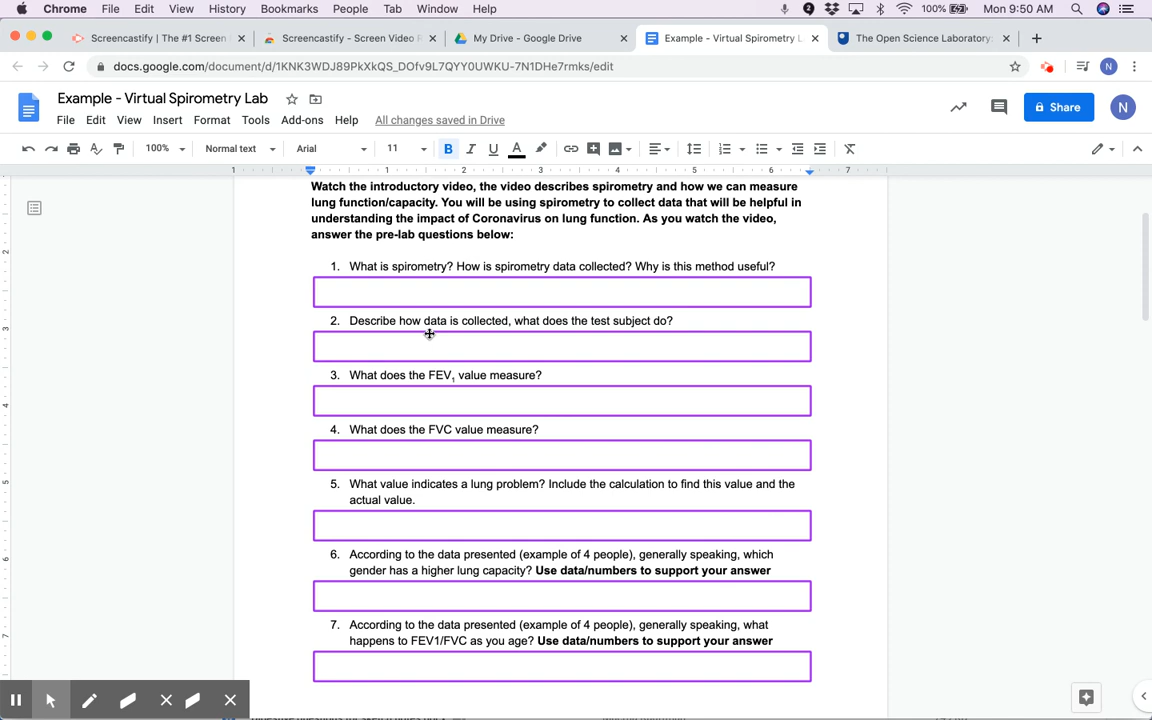 Chrome File Edit View History Bookmarks People Tab Window Help 2 100% Mon 9:50 AM
Screencastify | The #1 Screen Screencastify - Screen Video R My Drive - Google Drive Example - Virtual Spirometry L The Open Science Laboratory:
docs.google.com/document/d/1KNK3WDJ89PkXkQS_DOfv9L7QYY0UWKU-7N1DHe7rmks/edit N
Example - Virtual Spirometry Lab
Share N
File Edit View Insert Format Tools Add-ons Help All changes saved in Drive
100% Normal text Arial 11 B I U A
1 1 2 3 4 5 6 7
Watch the introductory video, the video describes spirometry and how we can measure
lung function/capacity. You will be using spirometry to collect data that will be helpful in
understanding the impact of Coronavirus on lung function. As you watch the video,
answer the pre-lab questions below:
1. What is spirometry? How is spirometry data collected? Why is this method useful?
2. Describe how data is collected, what does the test subject do?
3. What does the FEV₁ value measure?
4. What does the FVC value measure?
5. What value indicates a lung problem? Include the calculation to find this value and the
actual value.
6. According to the data presented (example of 4 people), generally speaking, which
gender has a higher lung capacity? Use data/numbers to support your answer
7. According to the data presented (example of 4 people), generally speaking, what
happens to FEV1/FVC as you age? Use data/numbers to support your answer